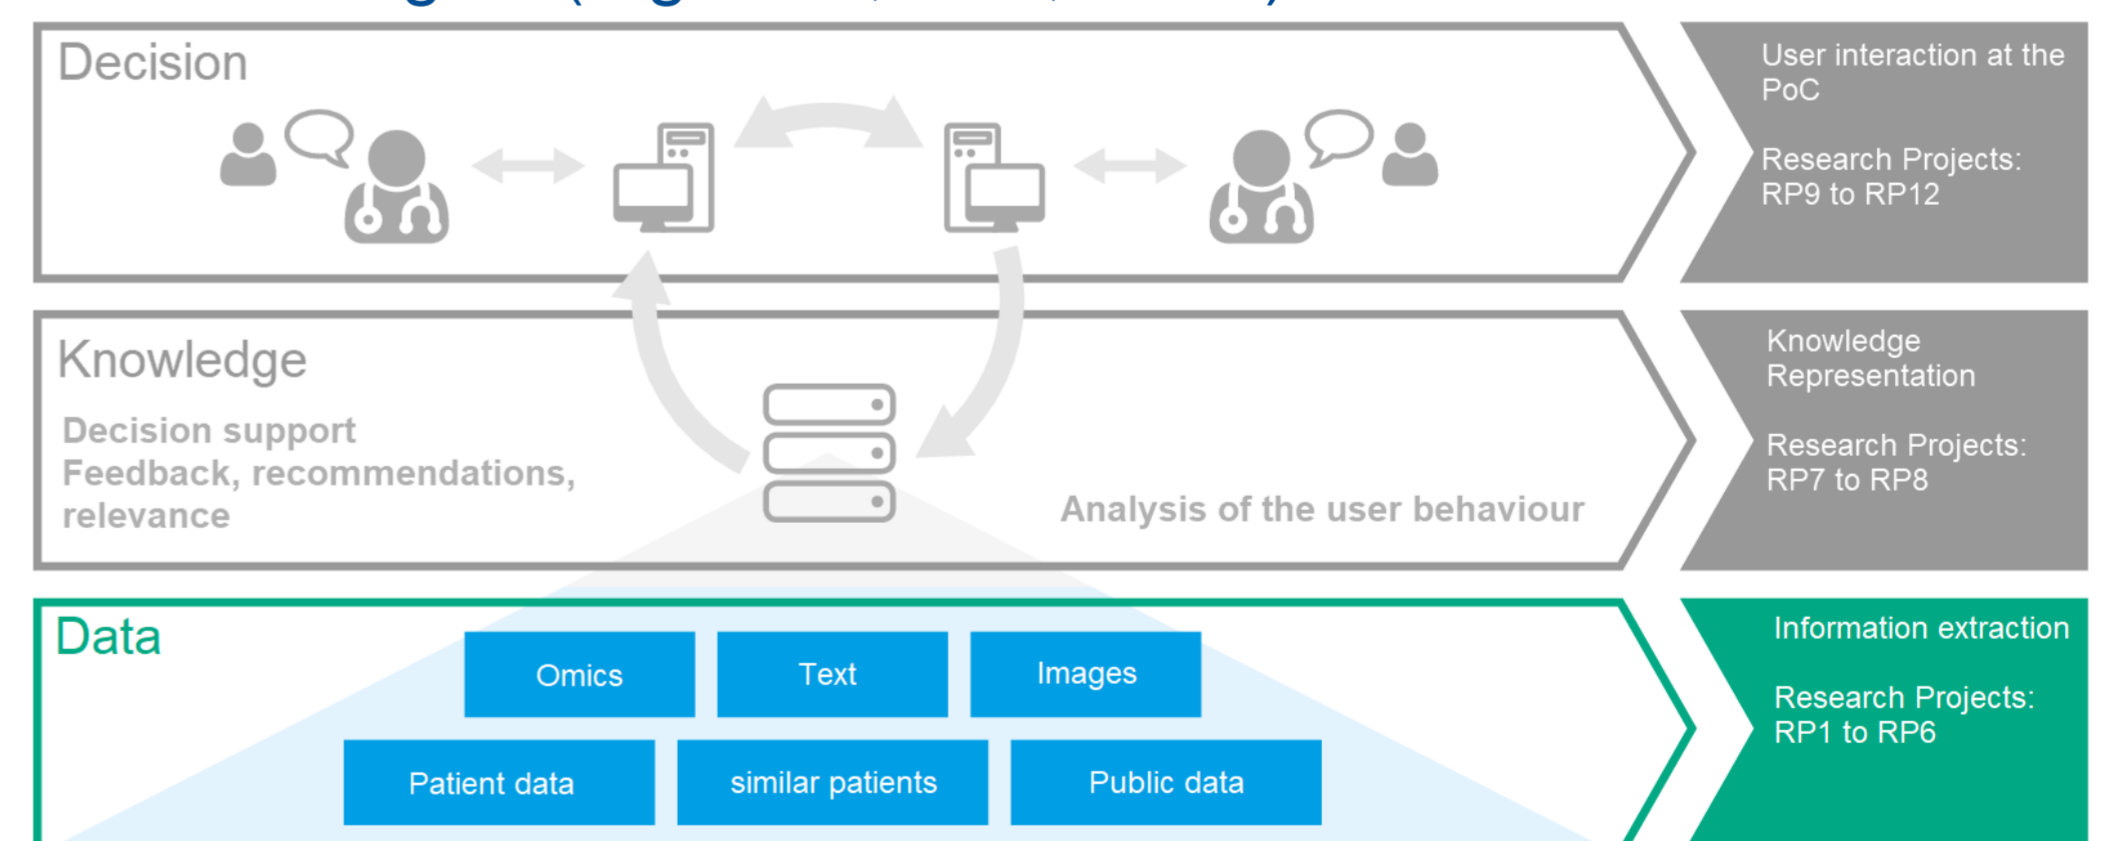 Decision
User interaction at the
PoC
Research Projects:
RP9 to RP12
Knowledge
Decision support
Feedback, recommendations,
relevance
Analysis of the user behaviour
Knowledge
Representation
Research Projects:
RP7 to RP8
Data
Omics
Text
Images
Patient data
similar patients
Public data
Information extraction
Research Projects:
RP1 to RP6